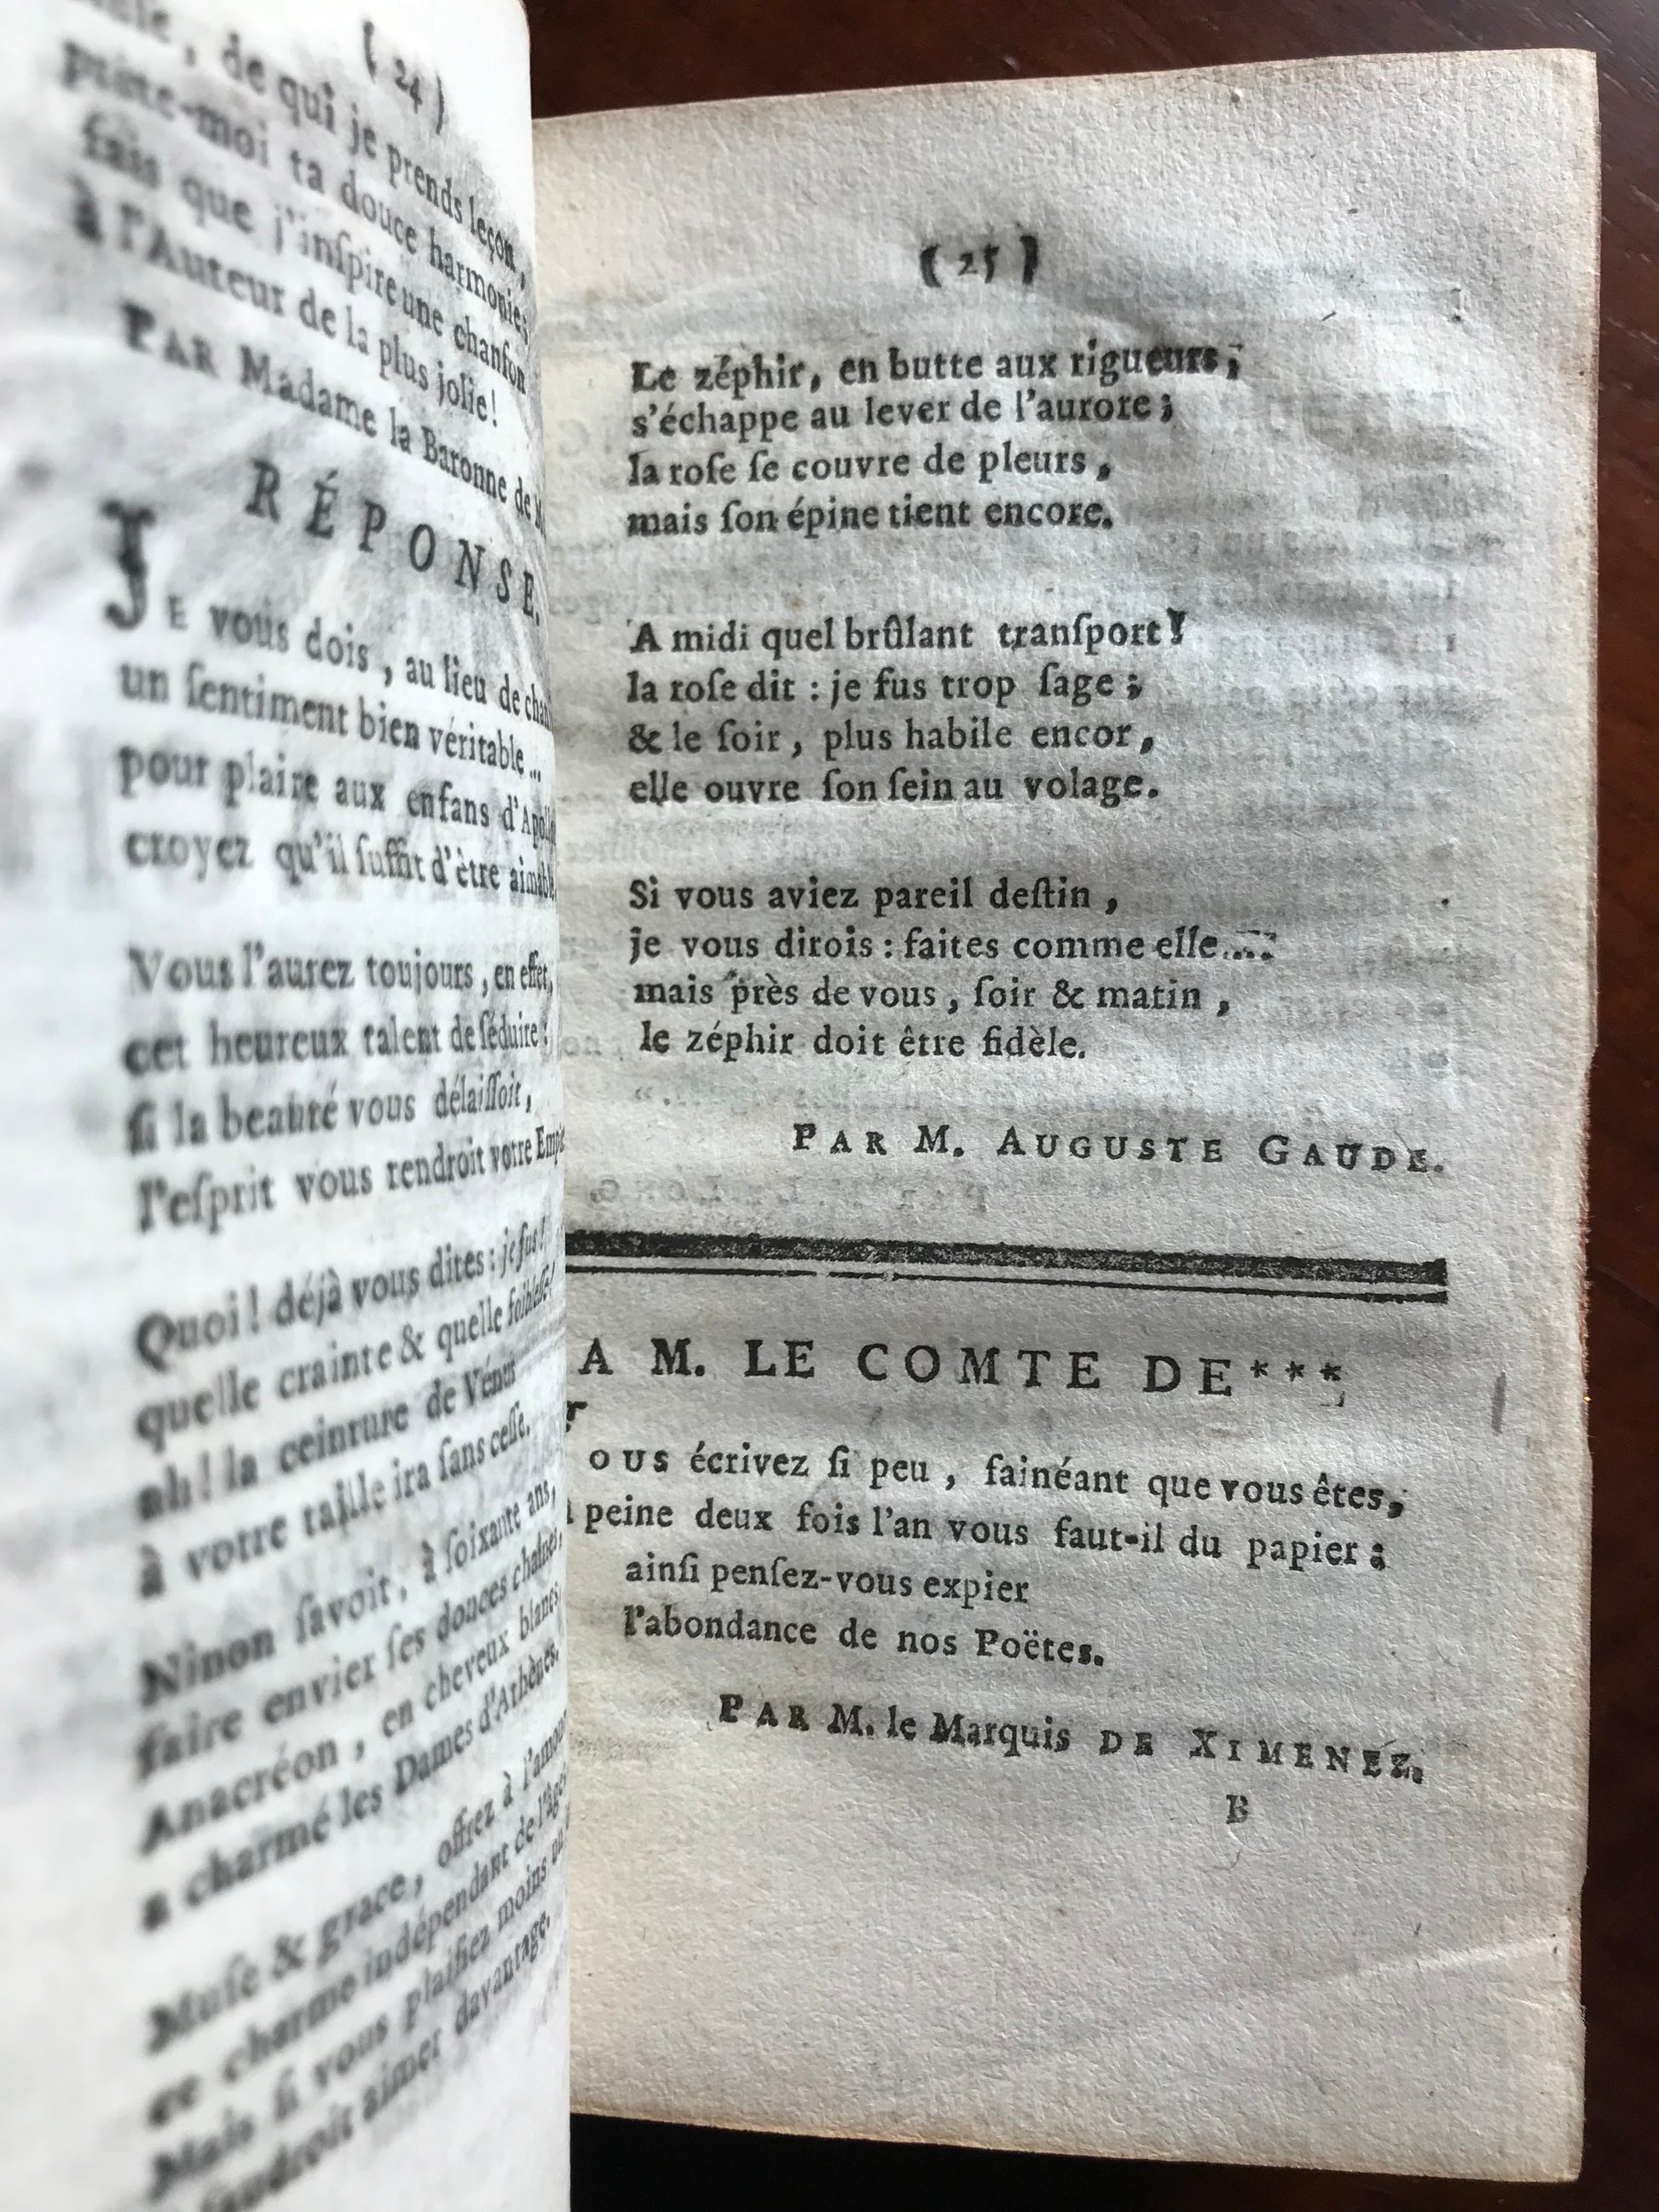 ( 24 )
, de qui je prends leçon,
prête-moi ta douce harmonie;
fais que j'inſpire une chanſon
à l'Auteur de la plus jolie!
PAR Madame la Baronne de
RÉPONSE.
JE vous dois, au lieu de
un ſentiment bien véritable...
pour plaire aux enfans
croyez qu'il ſuffit d'être
Vous l'aurez toujours, en effet,
cet heureux talent de ſéduire:
ſi la beauté vous délaiſſoit,
l'eſprit vous rendroit votre
Quoi! déjà vous dites: je fus!
quelle crainte & quelle foibleſſe!
ah! la ceinture de Vénus
à votre taille ira ſans ceſſe.
Ninon ſavoit, à ſoixante ans,
faire envier ſes douces chaînes,
Anacréon, en cheveux blancs,
a charmé les Dames d'Athènes.
Muſe & grace, offrez à
ce charme indépendant de
Mais ſi vous plaiſiez moins
faudroit aimer davantage.
( 25 )
Le zéphir, en butte aux rigueurs,
s'échappe au lever de l'aurore;
la roſe ſe couvre de pleurs,
mais ſon épine tient encore.
A midi quel brûlant tranſport!
la roſe dit : je fus trop ſage;
& le ſoir, plus habile encor,
elle ouvre ſon ſein au volage.
Si vous aviez pareil deſtin,
je vous dirois : faites comme elle....
mais près de vous, ſoir & matin,
le zéphir doit être fidèle.
PAR M. AUGUSTE GAUDE.
A M. LE COMTE DE***
OUS écrivez ſi peu, fainéant que vous êtes,
peine deux fois l'an vous faut-il du papier:
ainſi penſez-vous expier
l'abondance de nos Poëtes.
PAR M. le Marquis DE XIMENEZ.
B